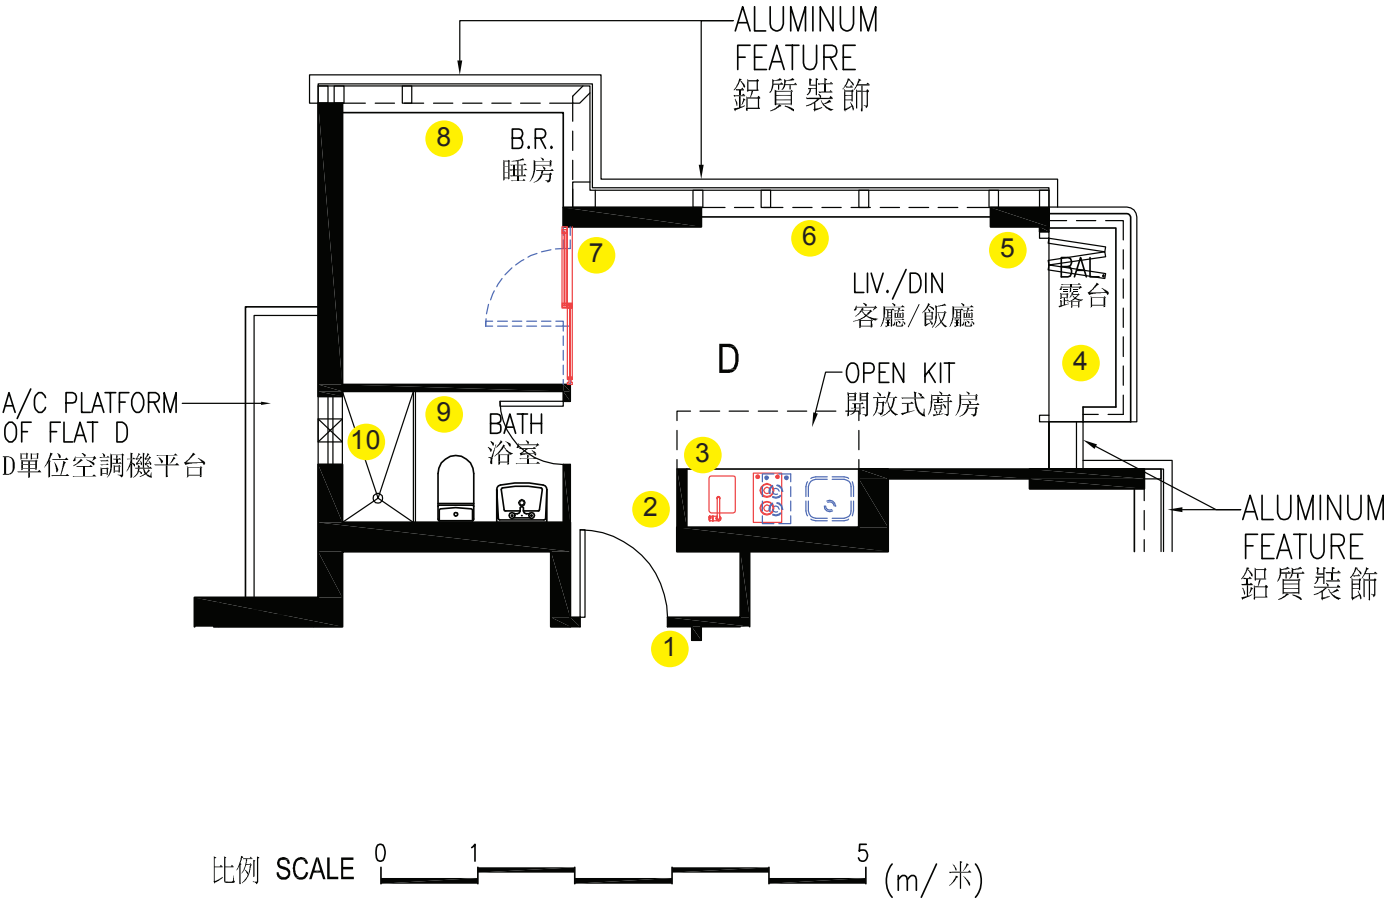 ALUMINUM
FEATURE
鋁質裝飾
8
B.R.
睡房
7
6
5
LIV./DIN
客廳/飯廳
BAL.
露台
4
D
OPEN KIT
開放式廚房
A/C PLATFORM
OF FLAT D
D單位空調機平台
9
BATH
浴室
10
3
2
1
ALUMINUM
FEATURE
鋁質裝飾
比例 SCALE 0 1 5 (m/ 米)